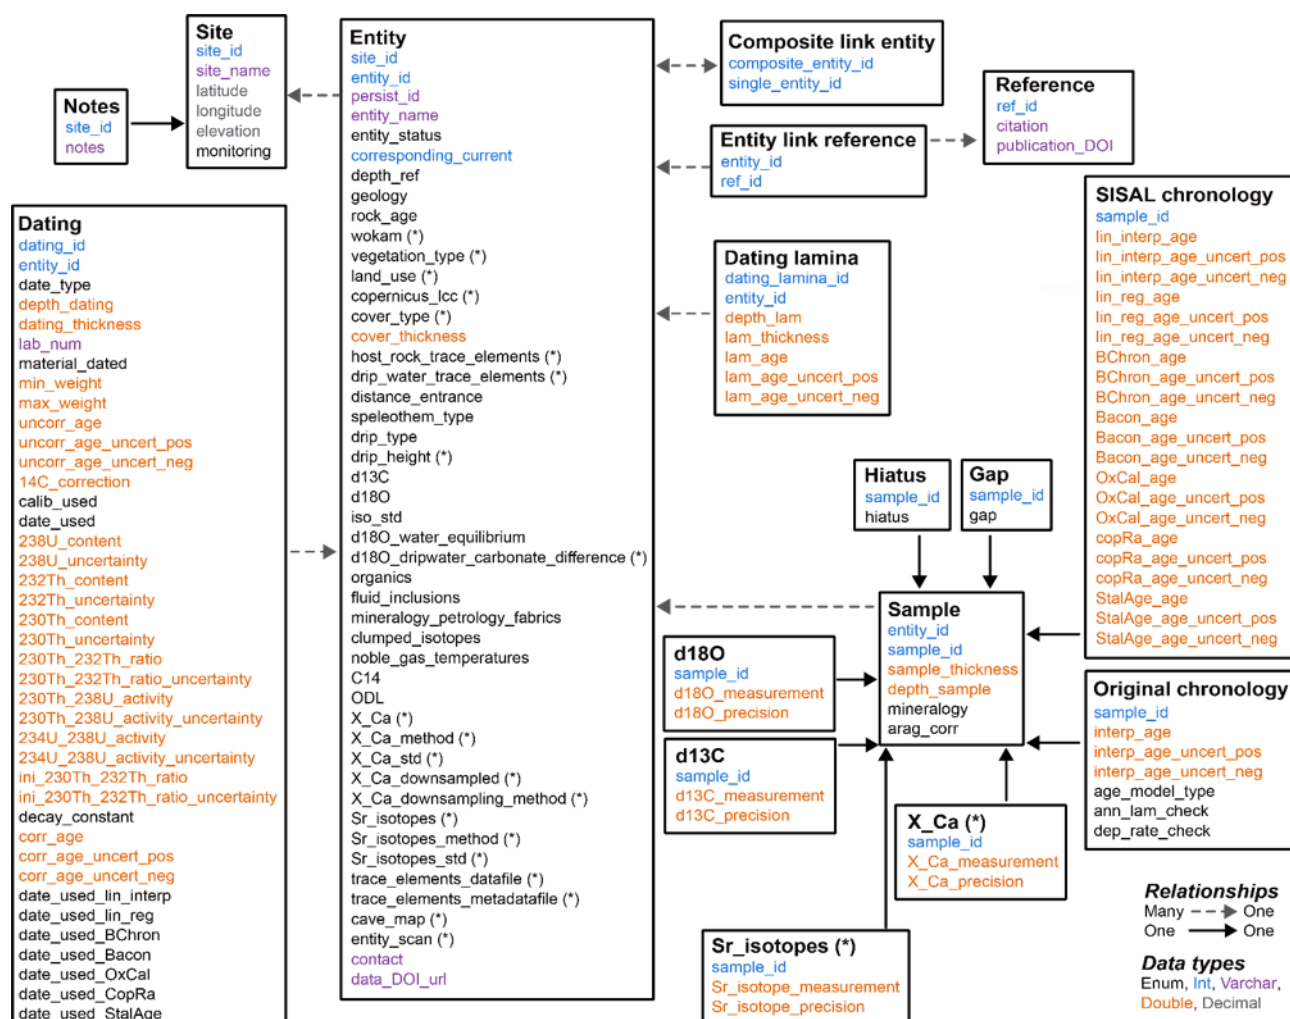 Notes
site_id
notes
Site
site_id
site_name
latitude
longitude
elevation
monitoring
Dating
dating_id
entity_id
date_type
depth_dating
dating_thickness
lab_num
material_dated
min_weight
max_weight
uncorr_age
uncorr_age_uncert_pos
uncorr_age_uncert_neg
14C_correction
calib_used
date_used
238U_content
238U_uncertainty
232Th_content
232Th_uncertainty
230Th_content
230Th_uncertainty
230Th_232Th_ratio
230Th_232Th_ratio_uncertainty
230Th_238U_activity
230Th_238U_activity_uncertainty
234U_238U_activity
234U_238U_activity_uncertainty
ini_230Th_232Th_ratio
ini_230Th_232Th_ratio_uncertainty
decay_constant
corr_age
corr_age_uncert_pos
corr_age_uncert_neg
date_used_lin_interp
date_used_lin_reg
date_used_BChron
date_used_Bacon
date_used_OxCal
date_used_CopRa
date_used_StalAge
Entity
site_id
entity_id
persist_id
entity_name
entity_status
corresponding_current
depth_ref
geology
rock_age
wokam (*)
vegetation_type (*)
land_use (*)
copernicus_lcc (*)
cover_type (*)
cover_thickness
host_rock_trace_elements (*)
drip_water_trace_elements (*)
distance_entrance
speleothem_type
drip_type
drip_height (*)
d13C
d18O
iso_std
d18O_water_equilibrium
d18O_dripwater_carbonate_difference (*)
organics
fluid_inclusions
mineralogy_petrology_fabrics
clumped_isotopes
noble_gas_temperatures
C14
ODL
X_Ca (*)
X_Ca_method (*)
X_Ca_std (*)
X_Ca_downsampled (*)
X_Ca_downsampling_method (*)
Sr_isotopes (*)
Sr_isotopes_method (*)
Sr_isotopes_std (*)
trace_elements_datafile (*)
trace_elements_metadatafile (*)
cave_map (*)
entity_scan (*)
contact
data_DOI_url
Composite link entity
composite_entity_id
single_entity_id
Entity link reference
entity_id
ref_id
Reference
ref_id
citation
publication_DOI
Dating lamina
dating_lamina_id
entity_id
depth_lam
lam_thickness
lam_age
lam_age_uncert_pos
lam_age_uncert_neg
SISAL chronology
sample_id
lin_interp_age
lin_interp_age_uncert_pos
lin_interp_age_uncert_neg
lin_reg_age
lin_reg_age_uncert_pos
lin_reg_age_uncert_neg
BChron_age
BChron_age_uncert_pos
BChron_age_uncert_neg
Bacon_age
Bacon_age_uncert_pos
Bacon_age_uncert_neg
OxCal_age
OxCal_age_uncert_pos
OxCal_age_uncert_neg
copRa_age
copRa_age_uncert_pos
copRa_age_uncert_neg
StalAge_age
StalAge_age_uncert_pos
StalAge_age_uncert_neg
Hiatus
sample_id
hiatus
Gap
sample_id
gap
Sample
entity_id
sample_id
sample_thickness
depth_sample
mineralogy
arag_corr
d18O
sample_id
d18O_measurement
d18O_precision
d13C
sample_id
d13C_measurement
d13C_precision
Original chronology
sample_id
interp_age
interp_age_uncert_pos
interp_age_uncert_neg
age_model_type
ann_lam_check
dep_rate_check
X_Ca (*)
sample_id
X_Ca_measurement
X_Ca_precision
Sr_isotopes (*)
sample_id
Sr_isotope_measurement
Sr_isotope_precision
Relationships
Many One
One One
Data types
Enum, Int, Varchar,
Double, Decimal